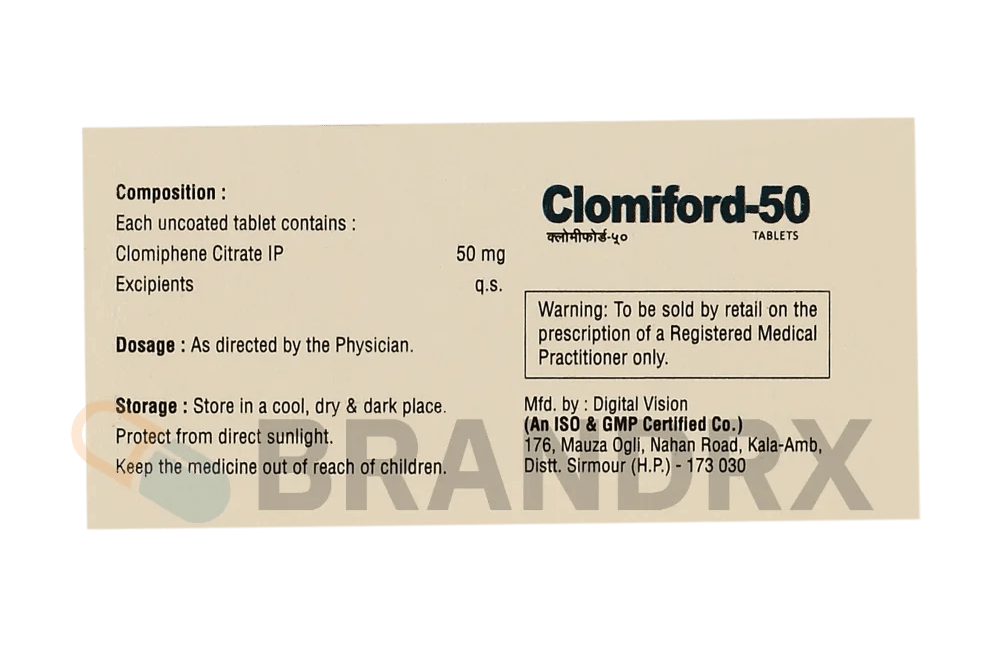 Composition :
Each uncoated tablet contains :
Clomiphene Citrate IP 50 mg
Excipients q.s.
Dosage : As directed by the Physician.
Storage : Store in a cool, dry & dark place.
Protect from direct sunlight.
Keep the medicine out of reach of children.
Clomiford-50
क्लोमीफोर्ड-५०
TABLETS
Warning: To be sold by retail on the
prescription of a Registered Medical
Practitioner only.
Mfd. by : Digital Vision
(An ISO & GMP Certified Co.)
176, Mauza Ogli, Nahan Road, Kala-Amb,
Distt. Sirmour (H.P.) - 173 030
BRANDRX